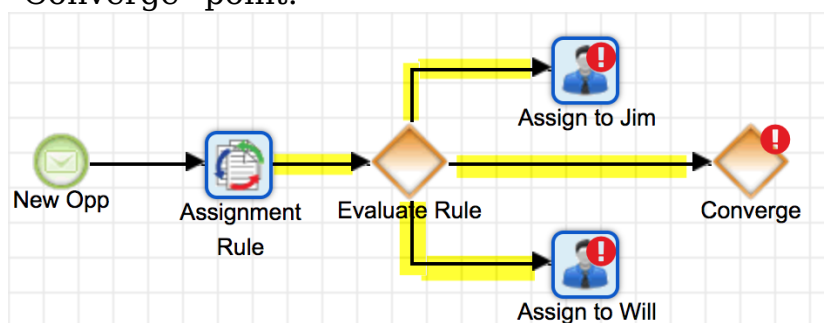 "Converge" point.
Assign to Jim
New Opp
Assignment
Rule
Evaluate Rule
Converge
Assign to Will